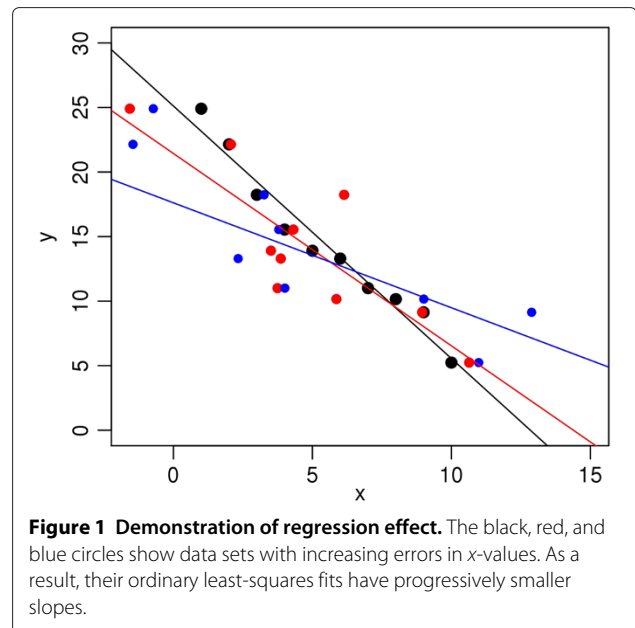 30
25
20
15
10
5
0
y
0 5 10 15
x
Figure 1 Demonstration of regression effect. The black, red, and
blue circles show data sets with increasing errors in x-values. As a
result, their ordinary least-squares fits have progressively smaller
slopes.